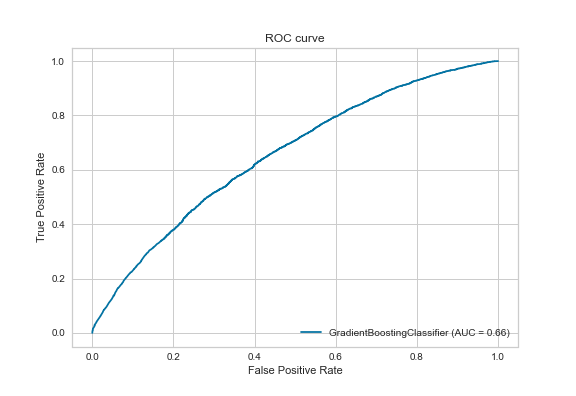 ROC curve
1.0
0.8
0.6
0.4
0.2
0.0
True Positive Rate
GradientBoostingClassifier (AUC = 0.66)
0.0 0.2 0.4 0.6 0.8 1.0
False Positive Rate